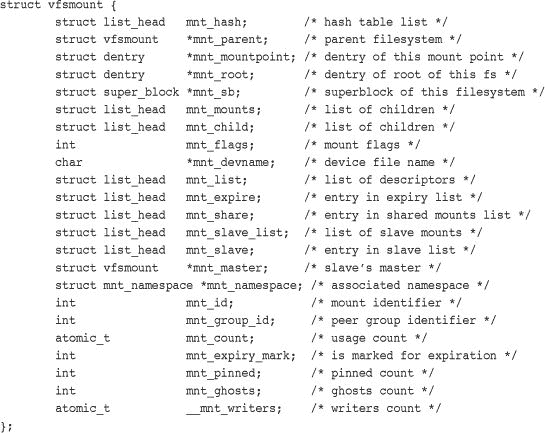 struct vfsmount {
struct list_head mnt_hash; /* hash table list */
struct vfsmount *mnt_parent; /* parent filesystem */
struct dentry *mnt_mountpoint; /* dentry of this mount point */
struct dentry *mnt_root; /* dentry of root of this fs */
struct super_block *mnt_sb; /* superblock of this filesystem */
struct list_head mnt_mounts; /* list of children */
struct list_head mnt_child; /* list of children */
int mnt_flags; /* mount flags */
char *mnt_devname; /* device file name */
struct list_head mnt_list; /* list of descriptors */
struct list_head mnt_expire; /* entry in expiry list */
struct list_head mnt_share; /* entry in shared mounts list */
struct list_head mnt_slave_list; /* list of slave mounts */
struct list_head mnt_slave; /* entry in slave list */
struct vfsmount *mnt_master; /* slave's master */
struct mnt_namespace *mnt_namespace; /* associated namespace */
int mnt_id; /* mount identifier */
int mnt_group_id; /* peer group identifier */
atomic_t mnt_count; /* usage count */
int mnt_expiry_mark; /* is marked for expiration */
int mnt_pinned; /* pinned count */
int mnt_ghosts; /* ghosts count */
atomic_t __mnt_writers; /* writers count */
};